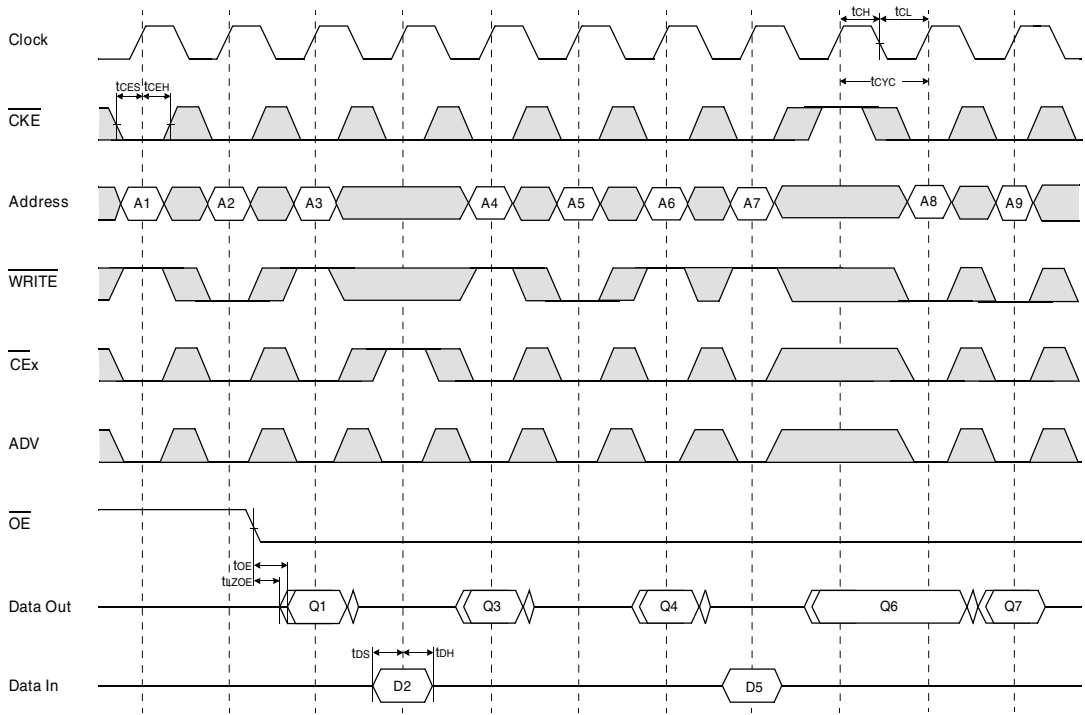 Clock
tCH
tCL
tCYC
tCES
tCEH
CKE
Address
A1
A2
A3
A4
A5
A6
A7
A8
A9
WRITE
CEx
ADV
OE
tOE
tLZOE
Data Out
Q1
Q3
Q4
Q6
Q7
tDS
tDH
Data In
D2
D5